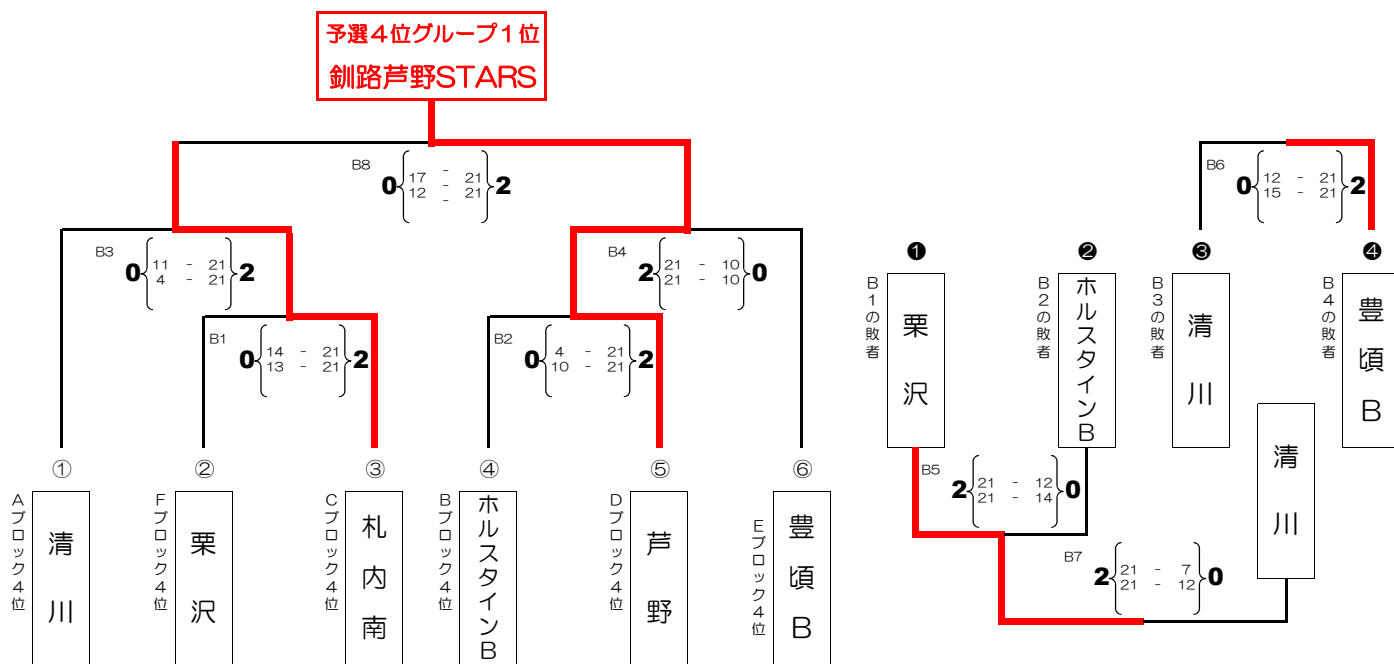 予選４位グループ１位
釧路芦野STARS
B8
0 17 - 21 2
12 - 21
-
B3
0 11 - 21 2
4 - 21
B4
2 21 - 10 0
21 - 10
B1
0 14 - 21 2
13 - 21
B2
0 4 - 21 2
10 - 21
①
②
③
④
⑤
⑥
Aブロック4位
清川
Fブロック4位
栗沢
Cブロック4位
札内南
Bブロック4位
ホルスタインB
Dブロック4位
芦野
Eブロック4位
豊頃B
B6
0 12 - 21 2
15 - 21
❶
❷
❸
❹
B1の敗者
栗沢
B2の敗者
ホルスタインB
B3の敗者
清川
B4の敗者
豊頃B
B5
2 21 - 12 0
21 - 14
清川
B7
2 21 - 7 0
21 - 12